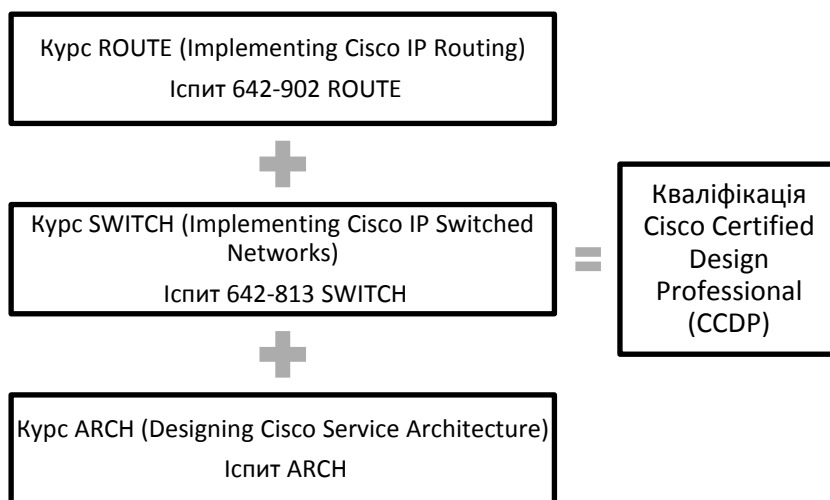 Курс ROUTE (Implementing Cisco IP Routing)
Іспит 642-902 ROUTE
Курс SWITCH (Implementing Cisco IP Switched
Networks)
Іспит 642-813 SWITCH
Курс ARCH (Designing Cisco Service Architecture)
Іспит ARCH
Кваліфікація
Cisco Certified
Design
Professional
(CCDP)